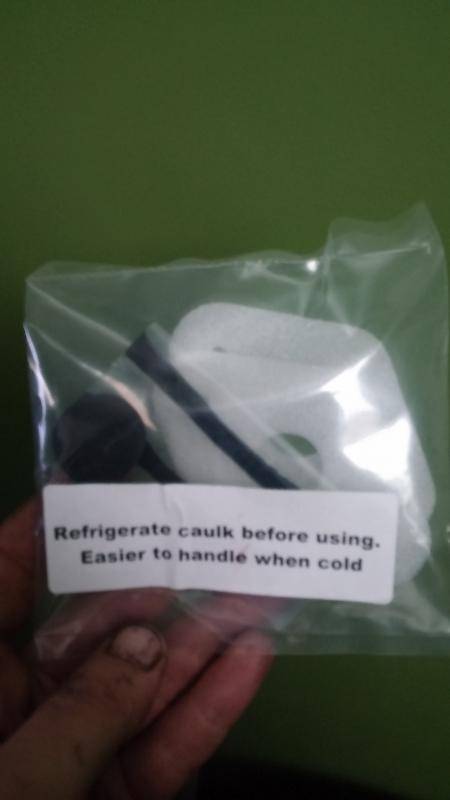 Refrigerate caulk before using.
Easier to handle when cold